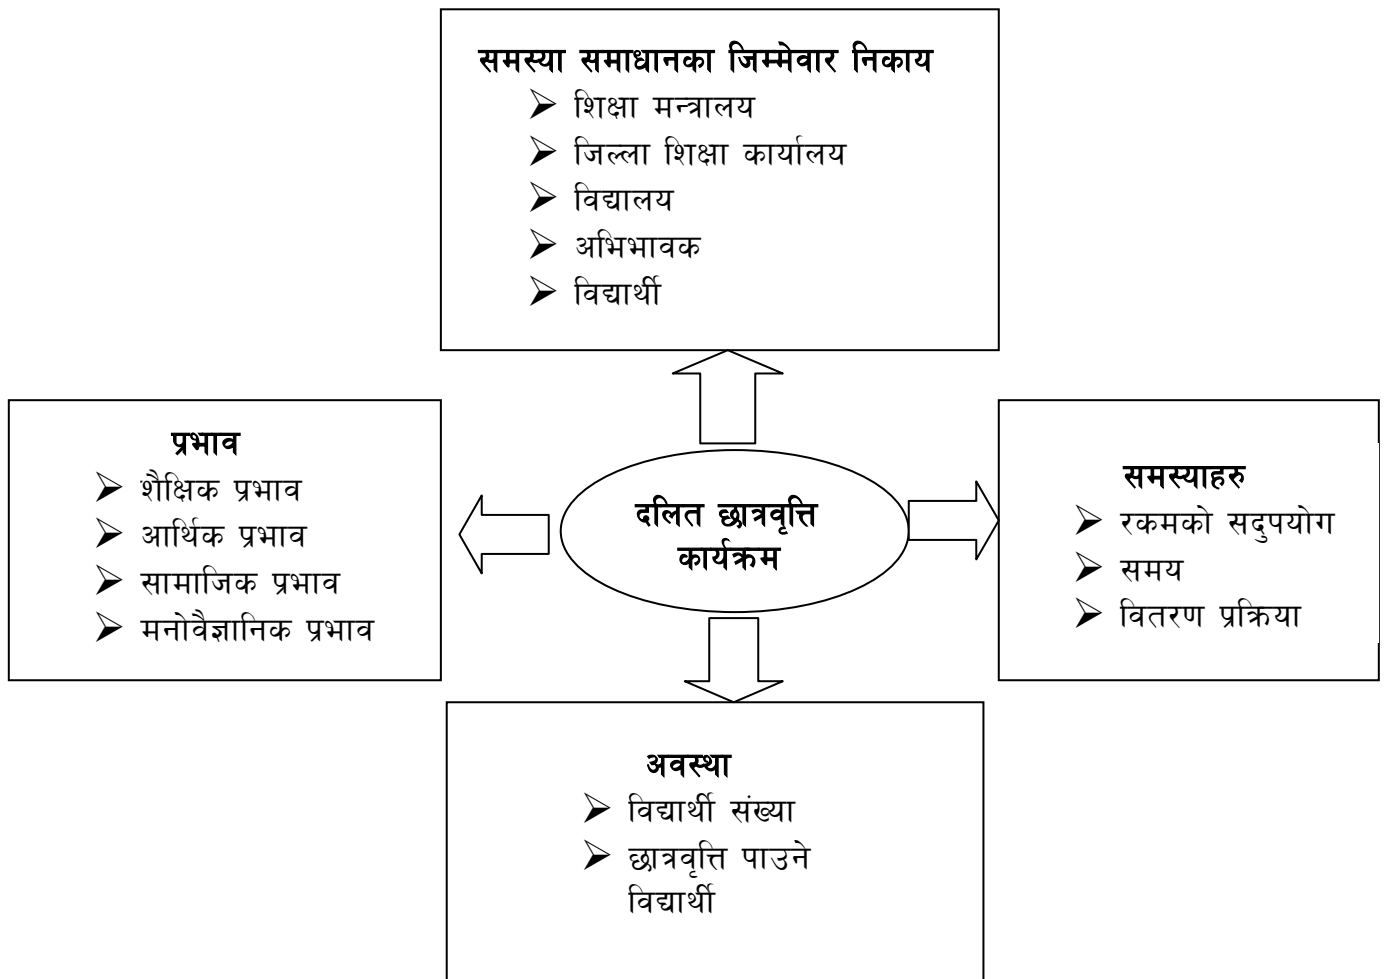 समस्या समाधानका जिम्मेवार निकाय
➢ शिक्षा मन्त्रालय
➢ जिल्ला शिक्षा कार्यालय
➢ विद्यालय
➢ अभिभावक
➢ विद्यार्थी
प्रभाव
➢ शैक्षिक प्रभाव
➢ आर्थिक प्रभाव
➢ सामाजिक प्रभाव
➢ मनोवैज्ञानिक प्रभाव
दलित छात्रवृत्ति
कार्यक्रम
समस्याहरु
➢ रकमको सदुपयोग
➢ समय
➢ वितरण प्रक्रिया
अवस्था
➢ विद्यार्थी संख्या
➢ छात्रवृत्ति पाउने
विद्यार्थी